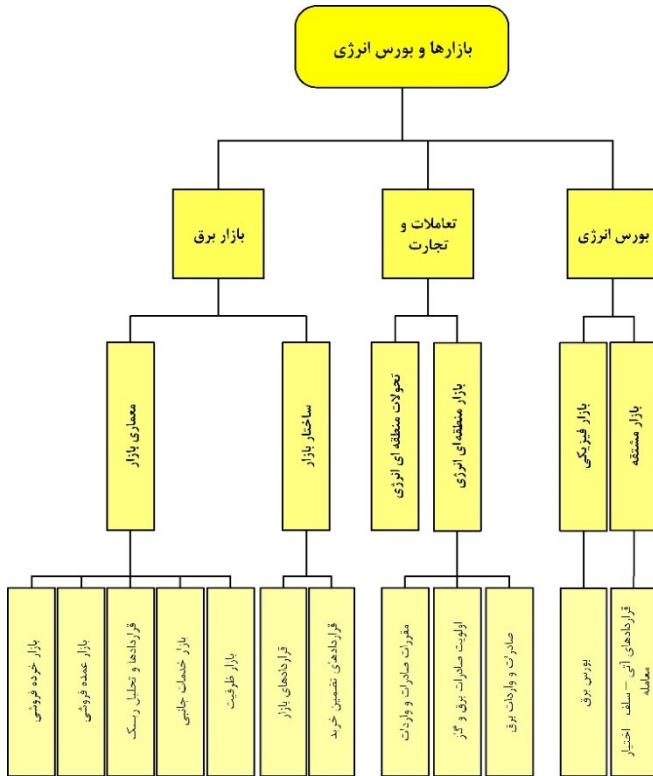 بازارها و بورس انرژی
بورس انرژی
تعاملات و
تجارت
بازار برق
بازار مشتقه
بازار فیزیکی
بازار منطقه‌ای انرژی
تحولات منطقه ای انرژی
ساختار بازار
معماری بازار
قراردادهای آتی – سلف اختیار
معامله
بورس برق
صادرات و واردات برق
اولویت صادرات برق و گاز
مقررات صادرات و واردات
قراردادهای تضمین خرید
قراردادهای بازار
بازار ظرفیت
بازار خدمات جانبی
قراردادها و تحلیل ریسک
بازار عمده فروشی
بازار خرده فروشی